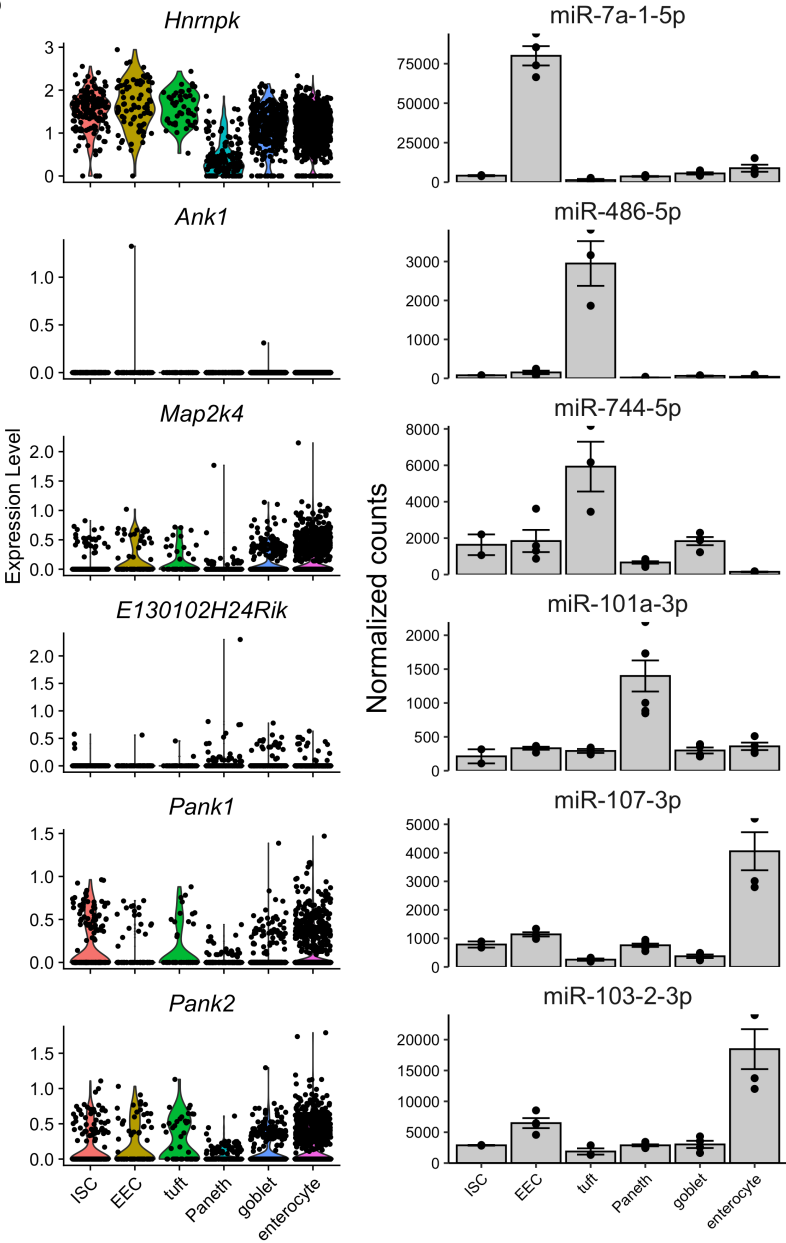 Hnrnpk
3
2
1
0
miR-7a-1-5p
75000
50000
25000
0
Ank1
1.0
0.5
0.0
miR-486-5p
3000
2000
1000
0
Map2k4
Expression Level
2.0
1.5
1.0
0.5
0.0
miR-744-5p
Normalized counts
8000
6000
4000
2000
0
E130102H24Rik
2.0
1.5
1.0
0.5
0.0
miR-101a-3p
2000
1500
1000
500
0
Pank1
1.5
1.0
0.5
0.0
miR-107-3p
5000
4000
3000
2000
1000
0
Pank2
1.5
1.0
0.5
0.0
ISC
EEC
tuft
Paneth
goblet
enterocyte
miR-103-2-3p
20000
15000
10000
5000
0
ISC
EEC
tuft
Paneth
goblet
enterocyte